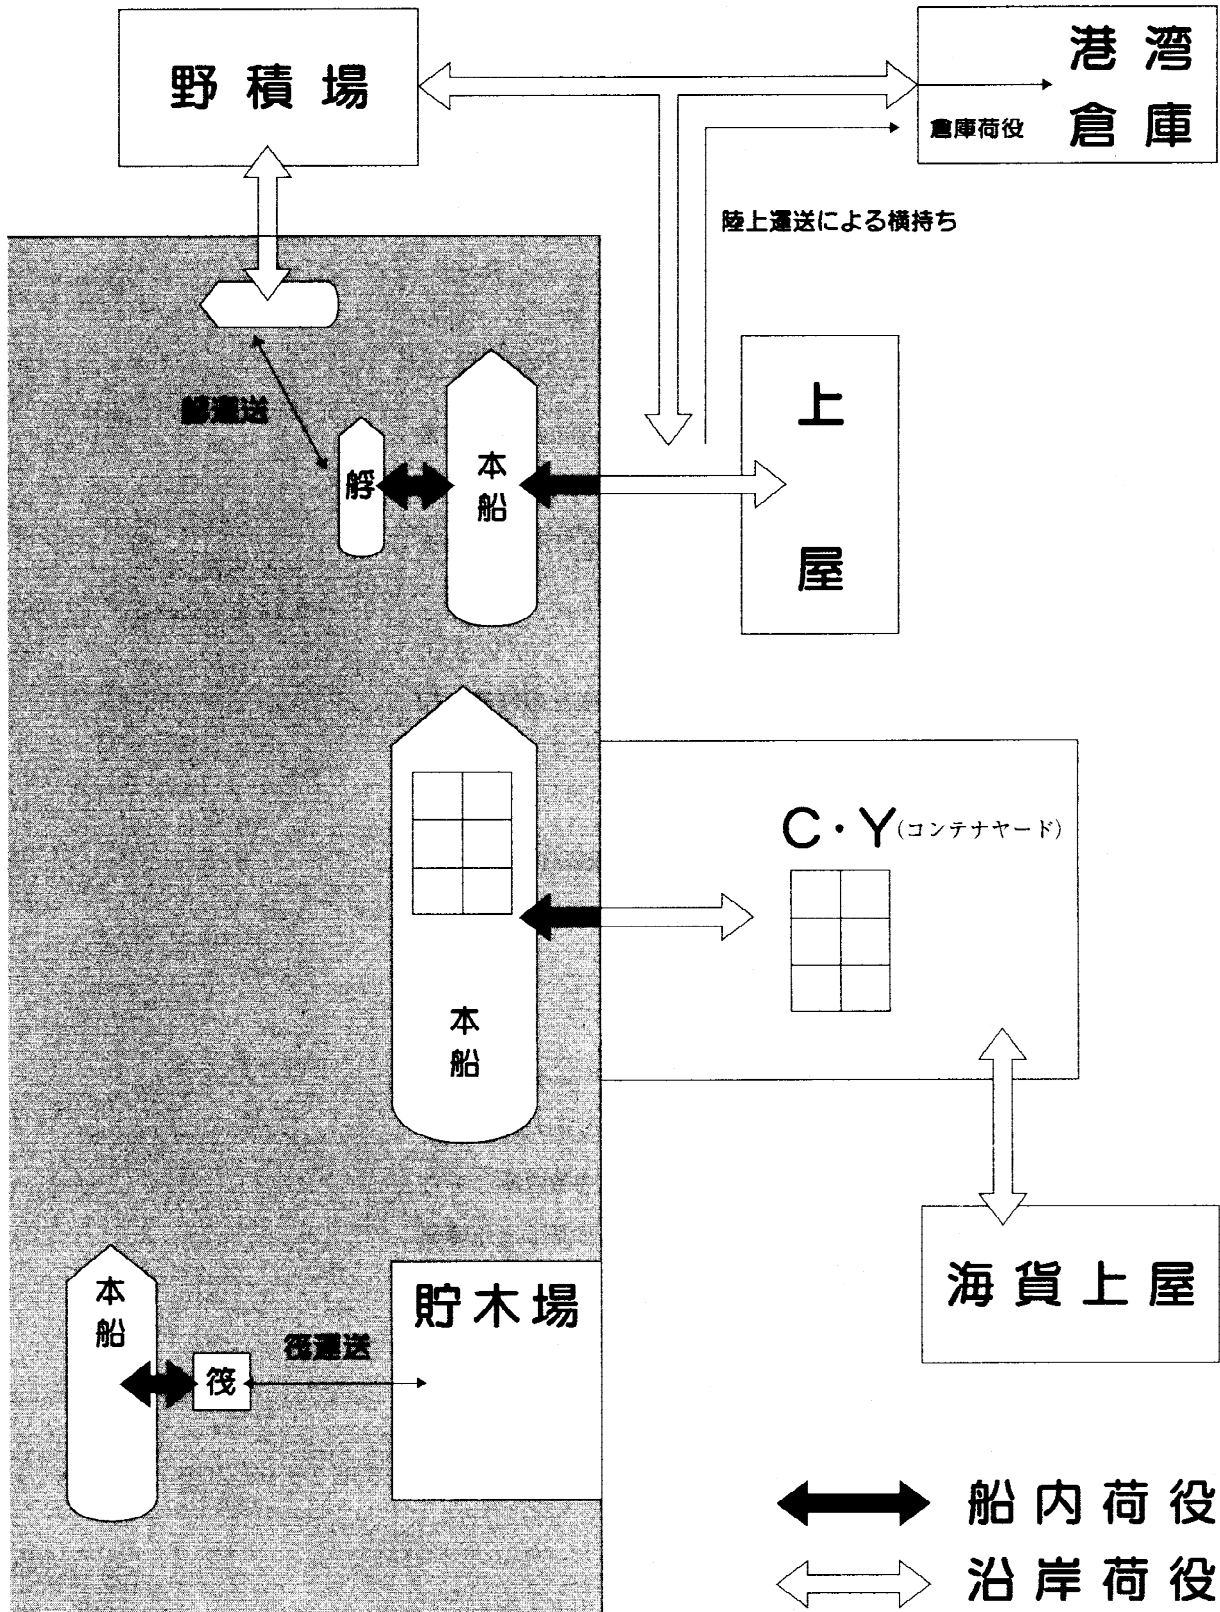 野積場
港湾
倉庫
倉庫荷役
陸上運送による横持ち
艀運送
艀
本船
上屋
C・Y(コンテナヤード)
本船
海貨上屋
本船
筏
筏運送
貯木場
船内荷役
沿岸荷役